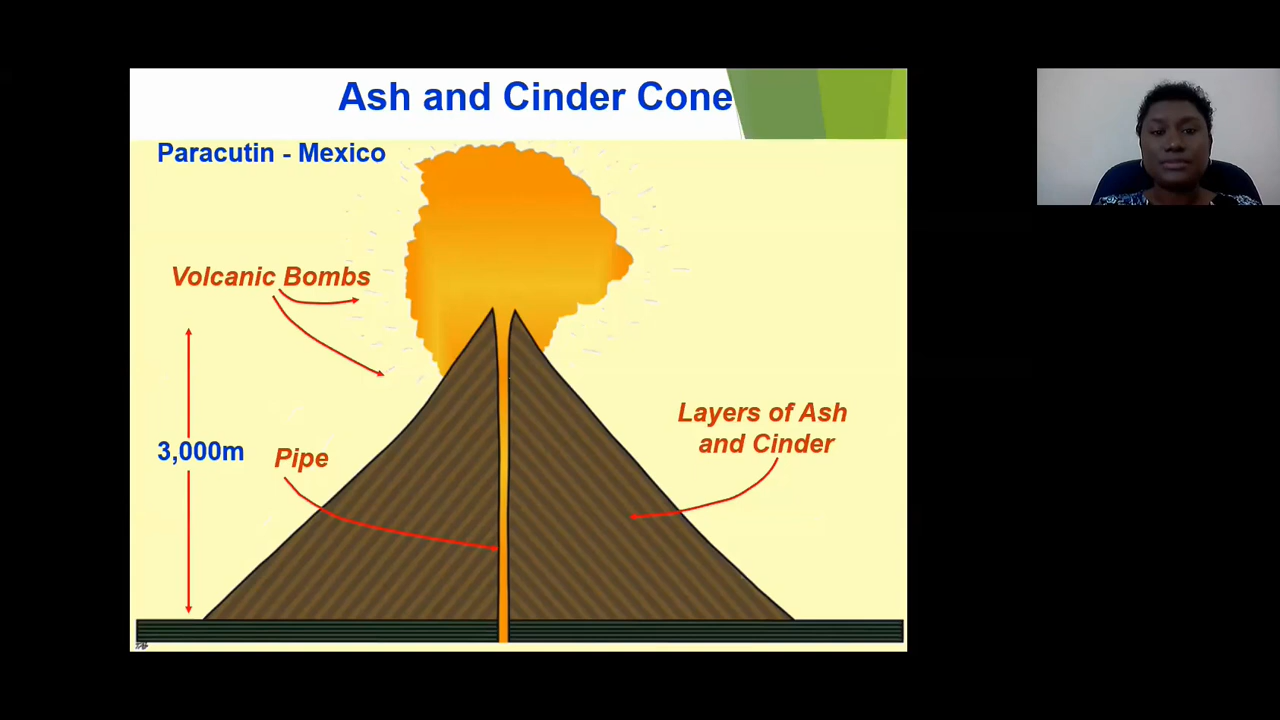 Ash and Cinder Cone
Paracutin - Mexico
Volcanic Bombs
Layers of Ash
and Cinder
3,000m
Pipe